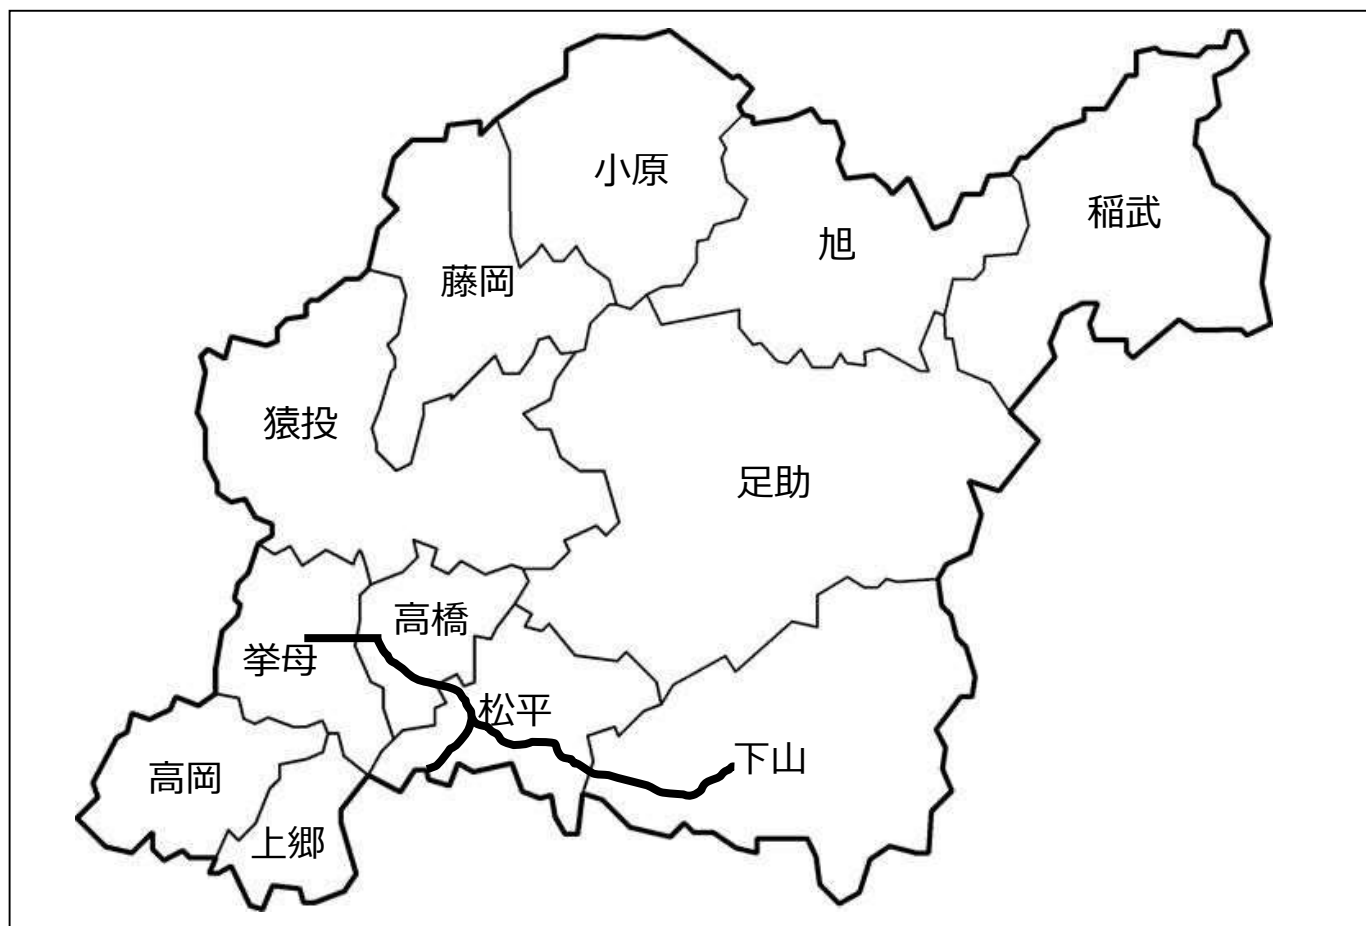 小原
稲武
旭
藤岡
猿投
足助
高橋
挙母
松平
下山
高岡
上郷